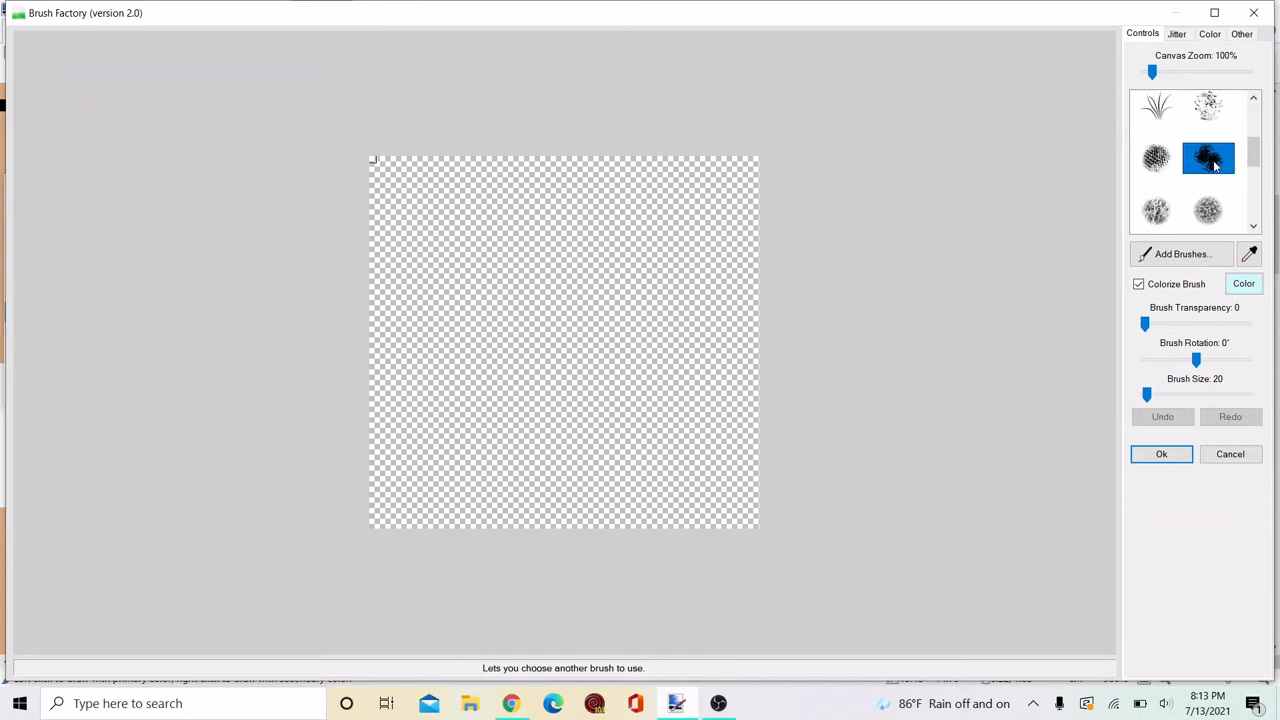 Brush Factory (version 2.0)
Controls Jitter Color Other
Canvas Zoom: 100%
Add Brushes...
Colorize Brush Color
Brush Transparency: 0
Brush Rotation: 0°
Brush Size: 20
Undo Redo
Ok Cancel
Lets you choose another brush to use.
Type here to search
86°F Rain off and on
8:13 PM
7/13/2021
1